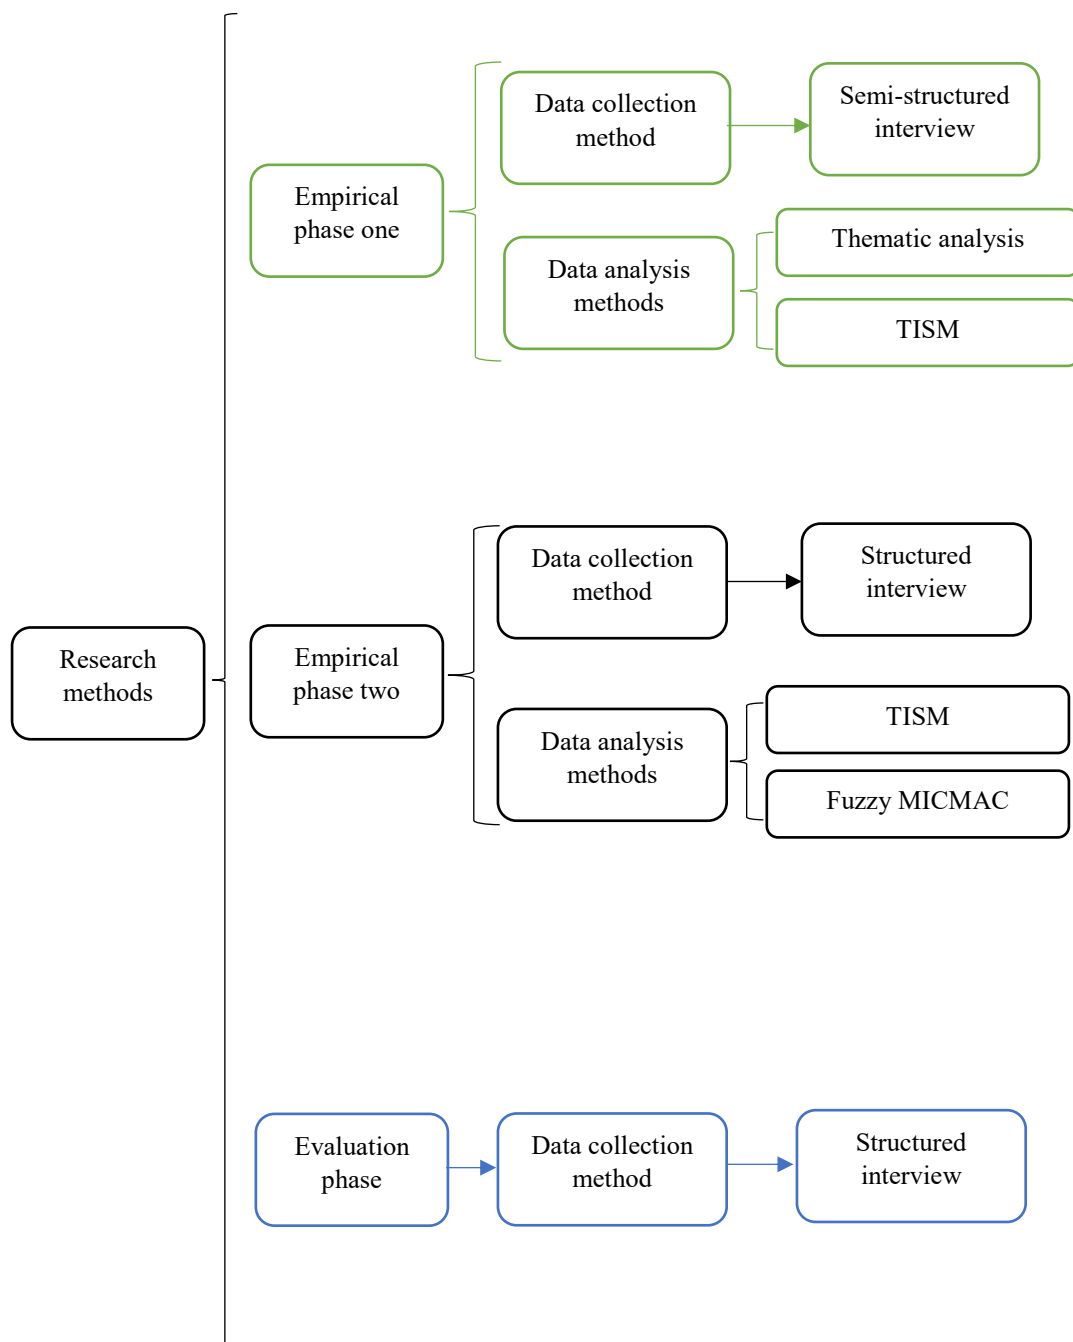 Data collection
method
Semi-structured
interview
Empirical
phase one
Thematic analysis
Data analysis
methods
TISM
Data collection
method
Structured
interview
Research
methods
Empirical
phase two
TISM
Data analysis
methods
Fuzzy MICMAC
Evaluation
phase
Data collection
method
Structured
interview